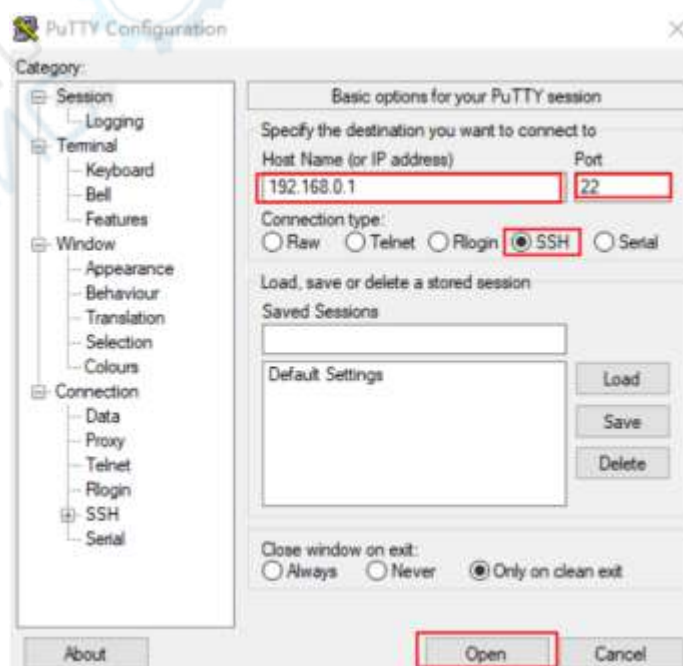 PuTTY Configuration
Category:
Session
Logging
Terminal
Keyboard
Bell
Features
Window
Appearance
Behaviour
Translation
Selection
Colours
Connection
Data
Proxy
Telnet
Rlogin
SSH
Serial
Basic options for your PuTTY session
Specify the destination you want to connect to
Host Name (or IP address) Port
192.168.0.1 22
Connection type:
Raw Telnet Rlogin SSH Serial
Load, save or delete a stored session
Saved Sessions
Default Settings
Load
Save
Delete
Close window on exit:
Always Never Only on clean exit
About Open Cancel